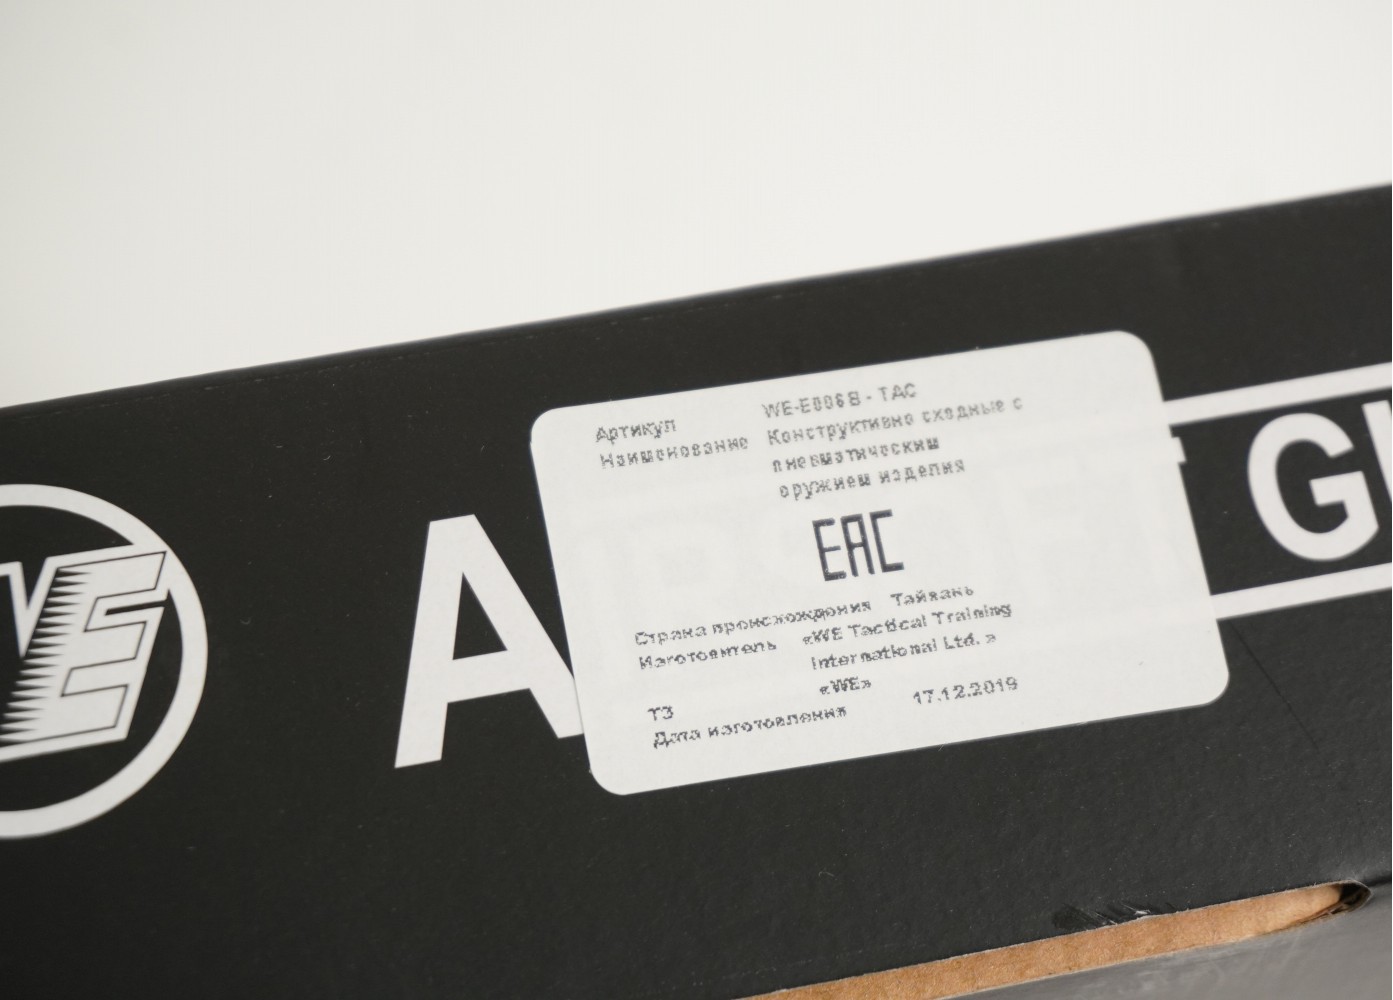 WE
A
GU
Артикул WE-E006B - TAC
Наименование Конструктивно сходные с
пневматическим
оружием изделия
EAC
Страна происхождения Тайвань
Изготовитель «WE Tactical Training
International Ltd. »
ТЗ «WE»
Дата изготовления 17.12.2019